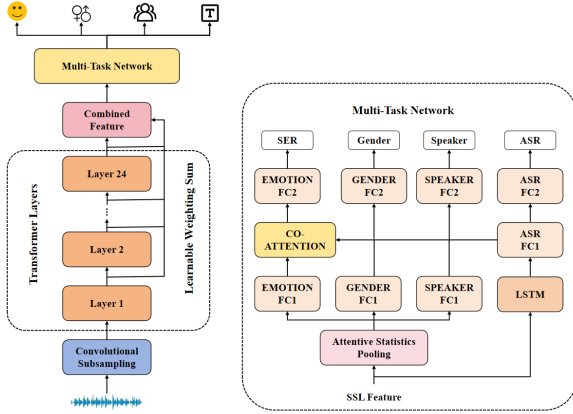 T
Multi-Task Network
Combined
Feature
Layer 24
Layer 2
Layer 1
Transformer Layers
Learnable Weighting Sum
Convolutional
Subsampling
Multi-Task Network
SER
Gender
Speaker
ASR
EMOTION
FC2
GENDER
FC2
SPEAKER
FC2
ASR
FC2
CO-
ATTENTION
ASR
FC1
EMOTION
FC1
GENDER
FC1
SPEAKER
FC1
LSTM
Attentive Statistics
Pooling
SSL Feature